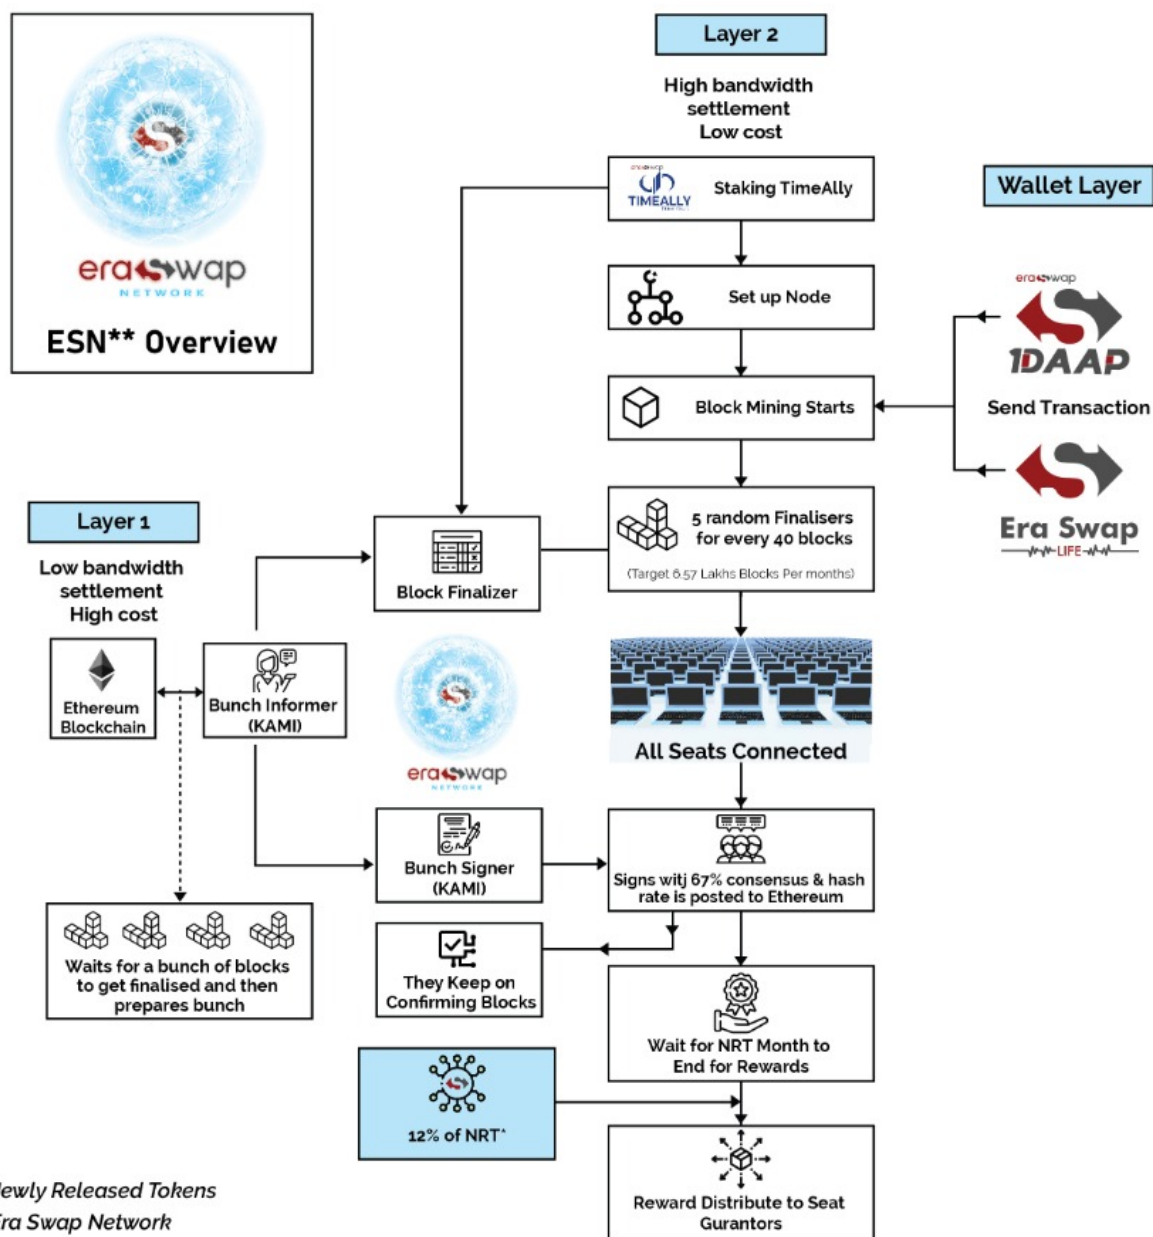 eraswap
NETWORK
ESN** Overview
Layer 2
High bandwidth
settlement
Low cost
TIMEALLY
Staking TimeAlly
Set up Node
Block Mining Starts
5 random Finalisers
for every 40 blocks
(Target 6.57 Lakhs Blocks Per months)
Wallet Layer
eraswap
1DAAP
Send Transaction
Era Swap
LIFE
Layer 1
Low bandwidth
settlement
High cost
Ethereum
Blockchain
Bunch Informer
(KAMI)
Block Finalizer
eraswap
NETWORK
All Seats Connected
Bunch Signer
(KAMI)
Signs witj 67% consensus & hash
rate is posted to Ethereum
Waits for a bunch of blocks
to get finalised and then
prepares bunch
They Keep on
Confirming Blocks
Wait for NRT Month to
End for Rewards
12% of NRT*
Reward Distribute to Seat
Gurantors
Released Tokens
Swap Network